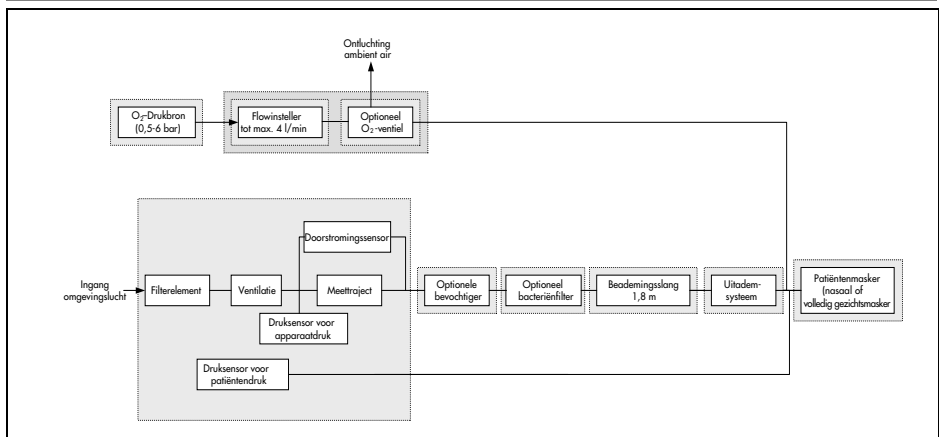 Ontluchting
ambient air
O2-Drukbron
(0,5-6 bar)
Flowinsteller
tot max. 4 l/min
Optioneel
O2-ventiel
Doorstromingssensor
Ingang
omgevingslucht
Filterelement
Ventilatie
Meettraject
Optionele
bevochtiger
Optioneel
bacteriënfilter
Beademingsslang
1,8 m
Uitadem-
systeem
Patiëntenmasker
(nasaal of
volledig gezichtsmasker
Druksensor voor
apparaatdruk
Druksensor voor
patiëntendruk